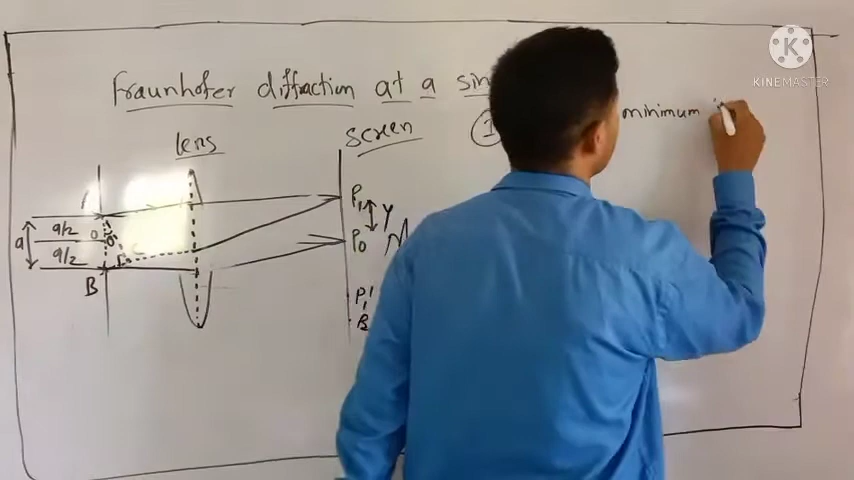 Fraunhofer diffraction at a sin
lens
screen
1
minimum
K
KINEMASTER
P1
Y
P0
a/2
O
θ
a
a/2
C
B
P1'